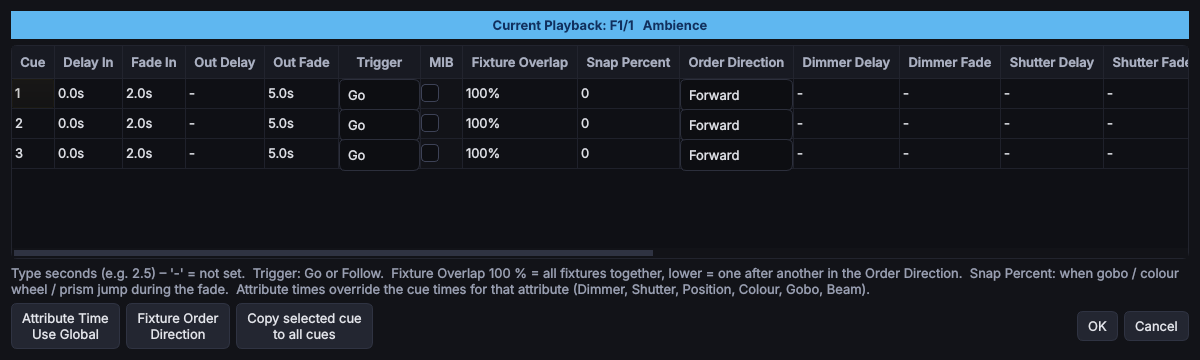 Current Playback: F1/1 Ambience
Cue Delay In Fade In Out Delay Out Fade Trigger MIB Fixture Overlap Snap Percent Order Direction Dimmer Delay Dimmer Fade Shutter Delay Shutter Fade
1 0.0s 2.0s - 5.0s Go 100% 0 Forward - - - -
2 0.0s 2.0s - 5.0s Go 100% 0 Forward - - - -
3 0.0s 2.0s - 5.0s Go 100% 0 Forward - - - -
Type seconds (e.g. 2.5) – '-' = not set. Trigger: Go or Follow. Fixture Overlap 100 % = all fixtures together, lower = one after another in the Order Direction. Snap Percent: when gobo / colour
wheel / prism jump during the fade. Attribute times override the cue times for that attribute (Dimmer, Shutter, Position, Colour, Gobo, Beam).
Attribute Time
Use Global
Fixture Order
Direction
Copy selected cue
to all cues
OK
Cancel